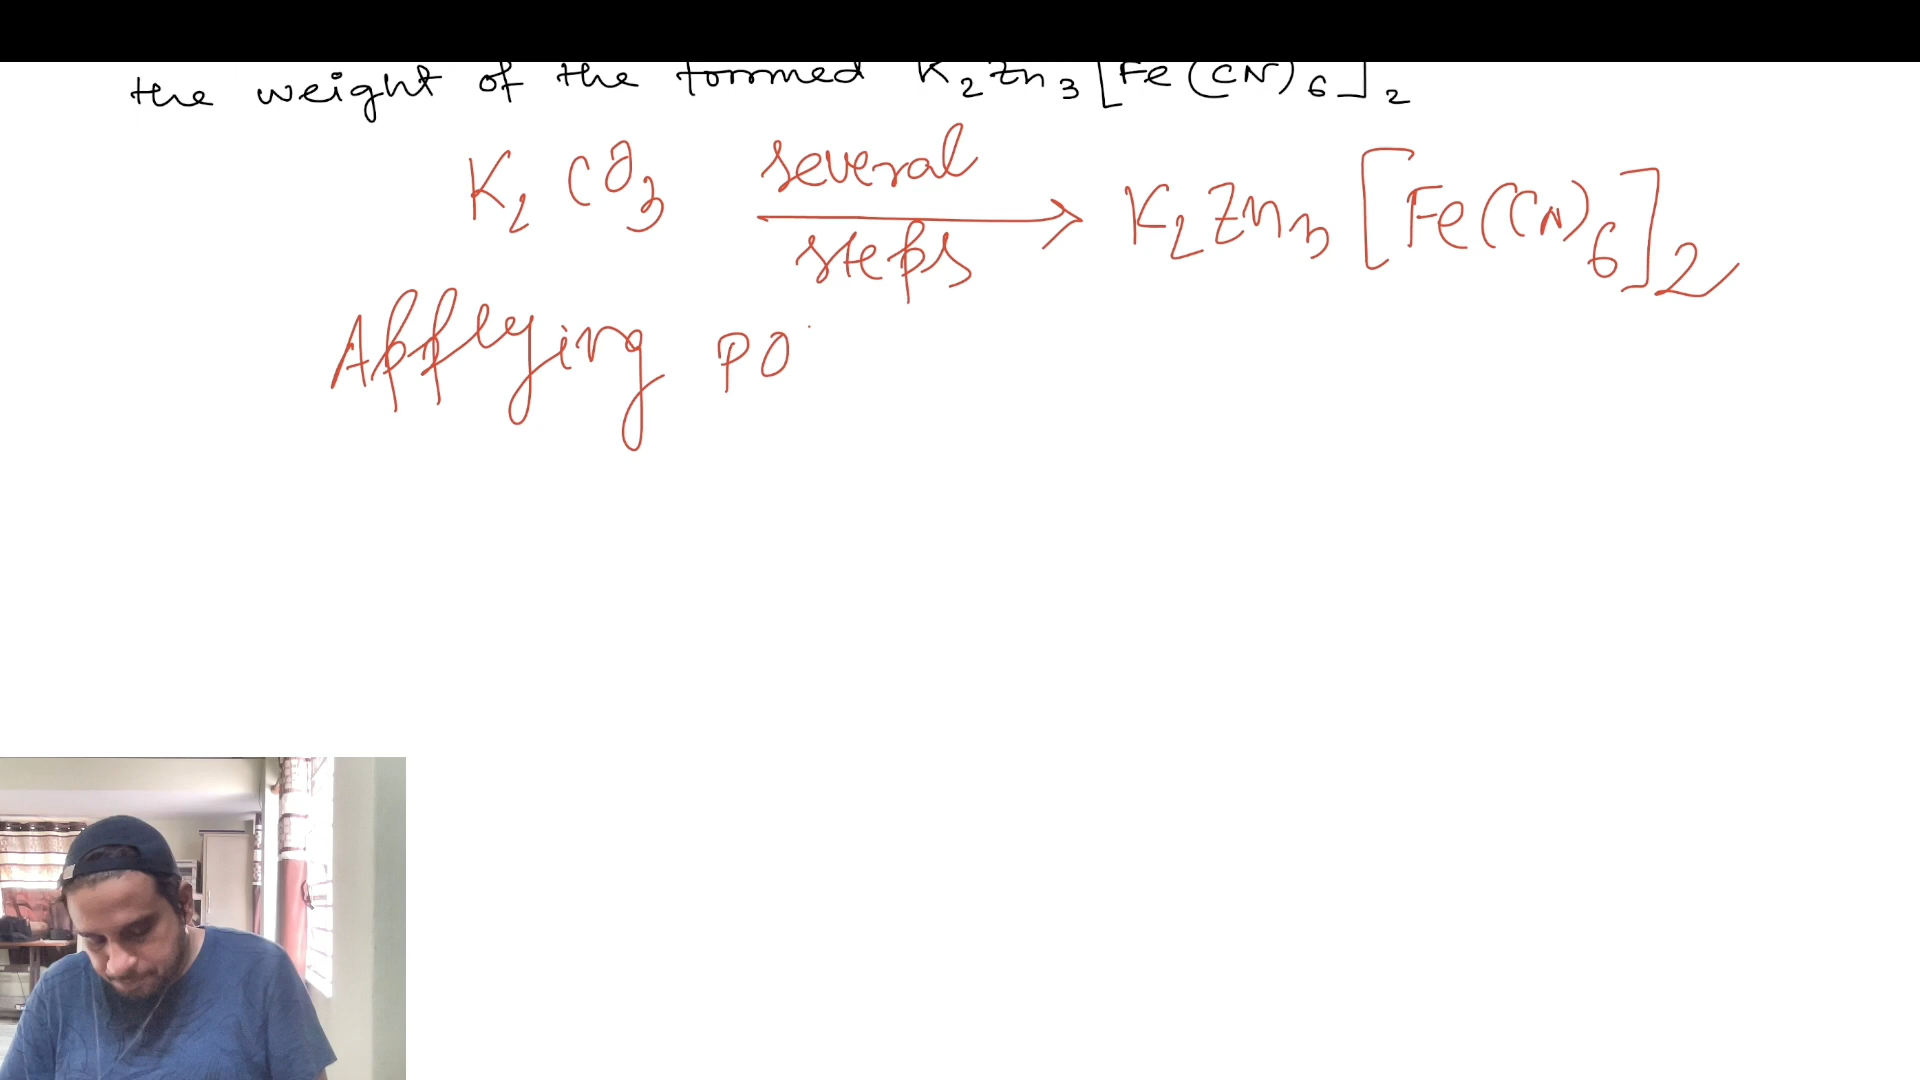 the weight of the formed K₂Zn₃[Fe(CN)₆]₂
K₂CO₃ several steps → K₂Zn₃[Fe(CN)₆]₂
Applying PO